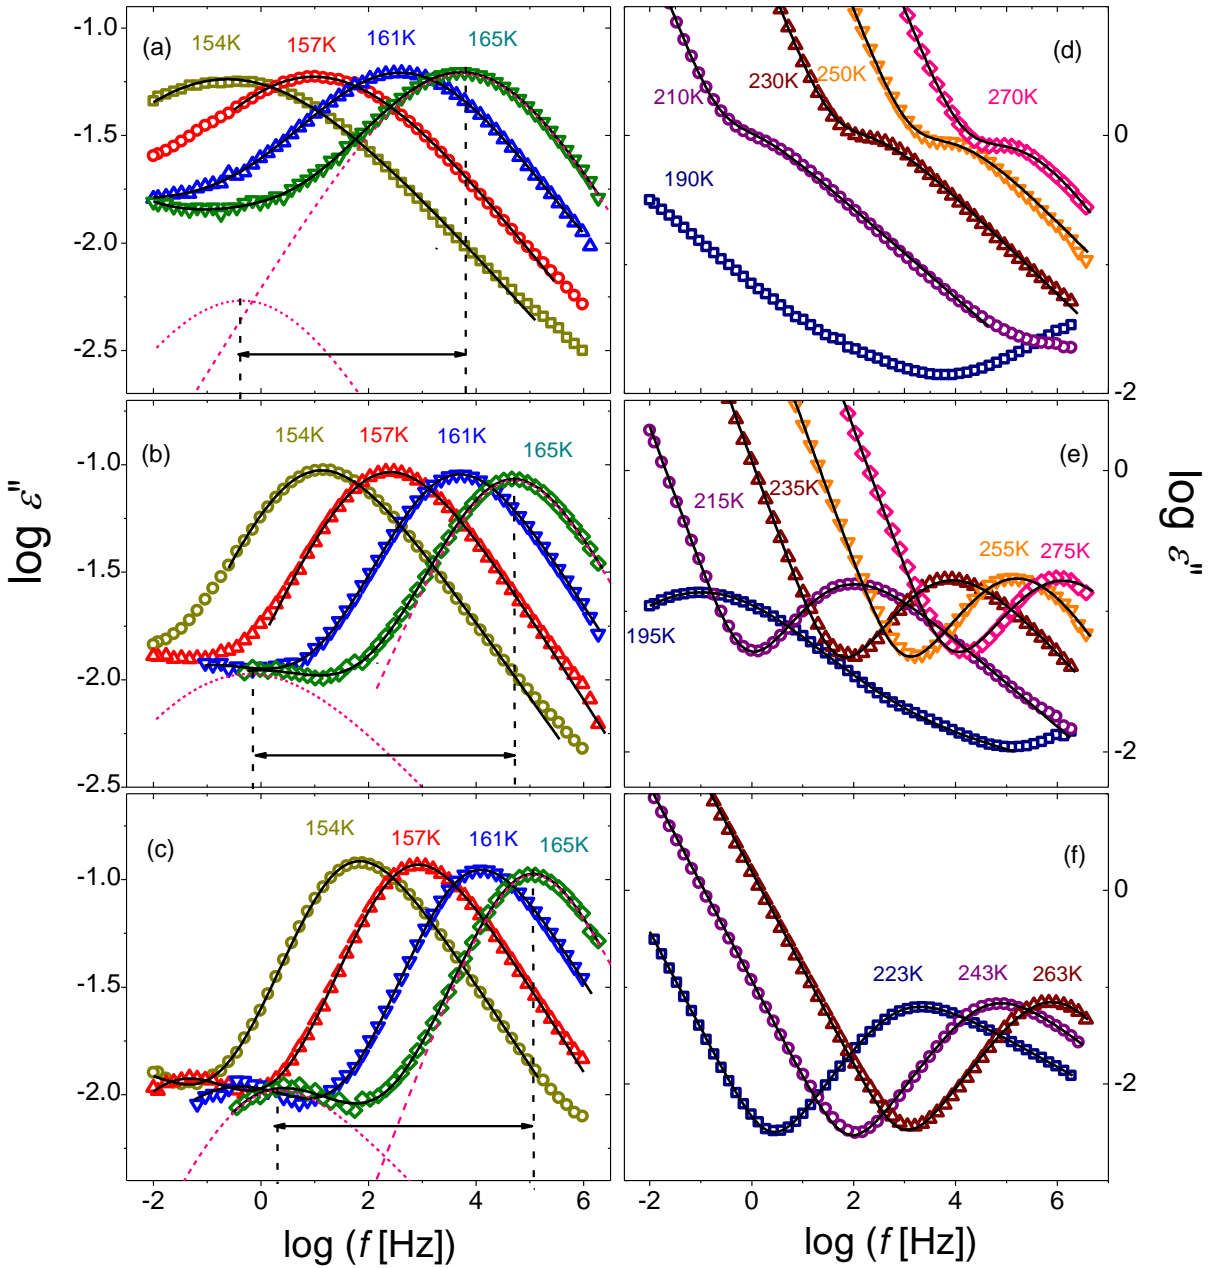 (a)
154K
157K
161K
165K
-1.0
-1.5
-2.0
-2.5
(d)
210K
230K
250K
270K
190K
0
-2
(b)
154K
157K
161K
165K
-1.0
-1.5
-2.0
-2.5
(e)
215K
235K
255K
275K
195K
0
-2
(c)
154K
157K
161K
165K
-1.0
-1.5
-2.0
(f)
223K
243K
263K
0
-2
-2 0 2 4 6
-2 0 2 4 6
log ε"
log ε"
log (f [Hz])
log (f [Hz])